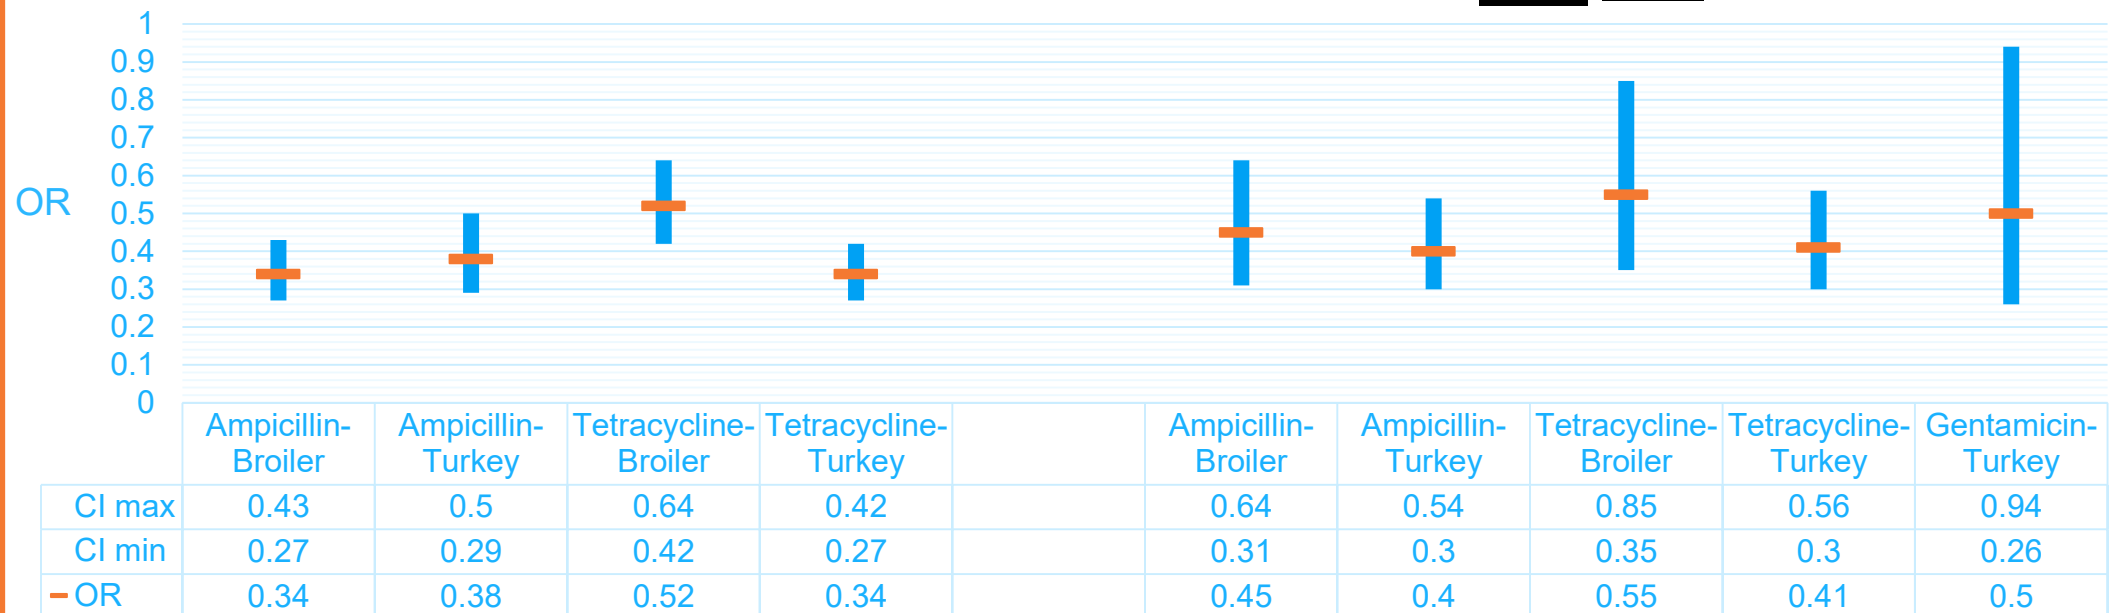 1
0.9
0.8
0.7
0.6
0.5
0.4
0.3
0.2
0.1
0
OR
Ampicillin- Ampicillin- Tetracycline- Tetracycline- Ampicillin- Ampicillin- Tetracycline- Tetracycline- Gentamicin-
Broiler Turkey Broiler Turkey Broiler Turkey Broiler Turkey Turkey
CI max 0.43 0.5 0.64 0.42 0.64 0.54 0.85 0.56 0.94
CI min 0.27 0.29 0.42 0.27 0.31 0.3 0.35 0.3 0.26
OR 0.34 0.38 0.52 0.34 0.45 0.4 0.55 0.41 0.5